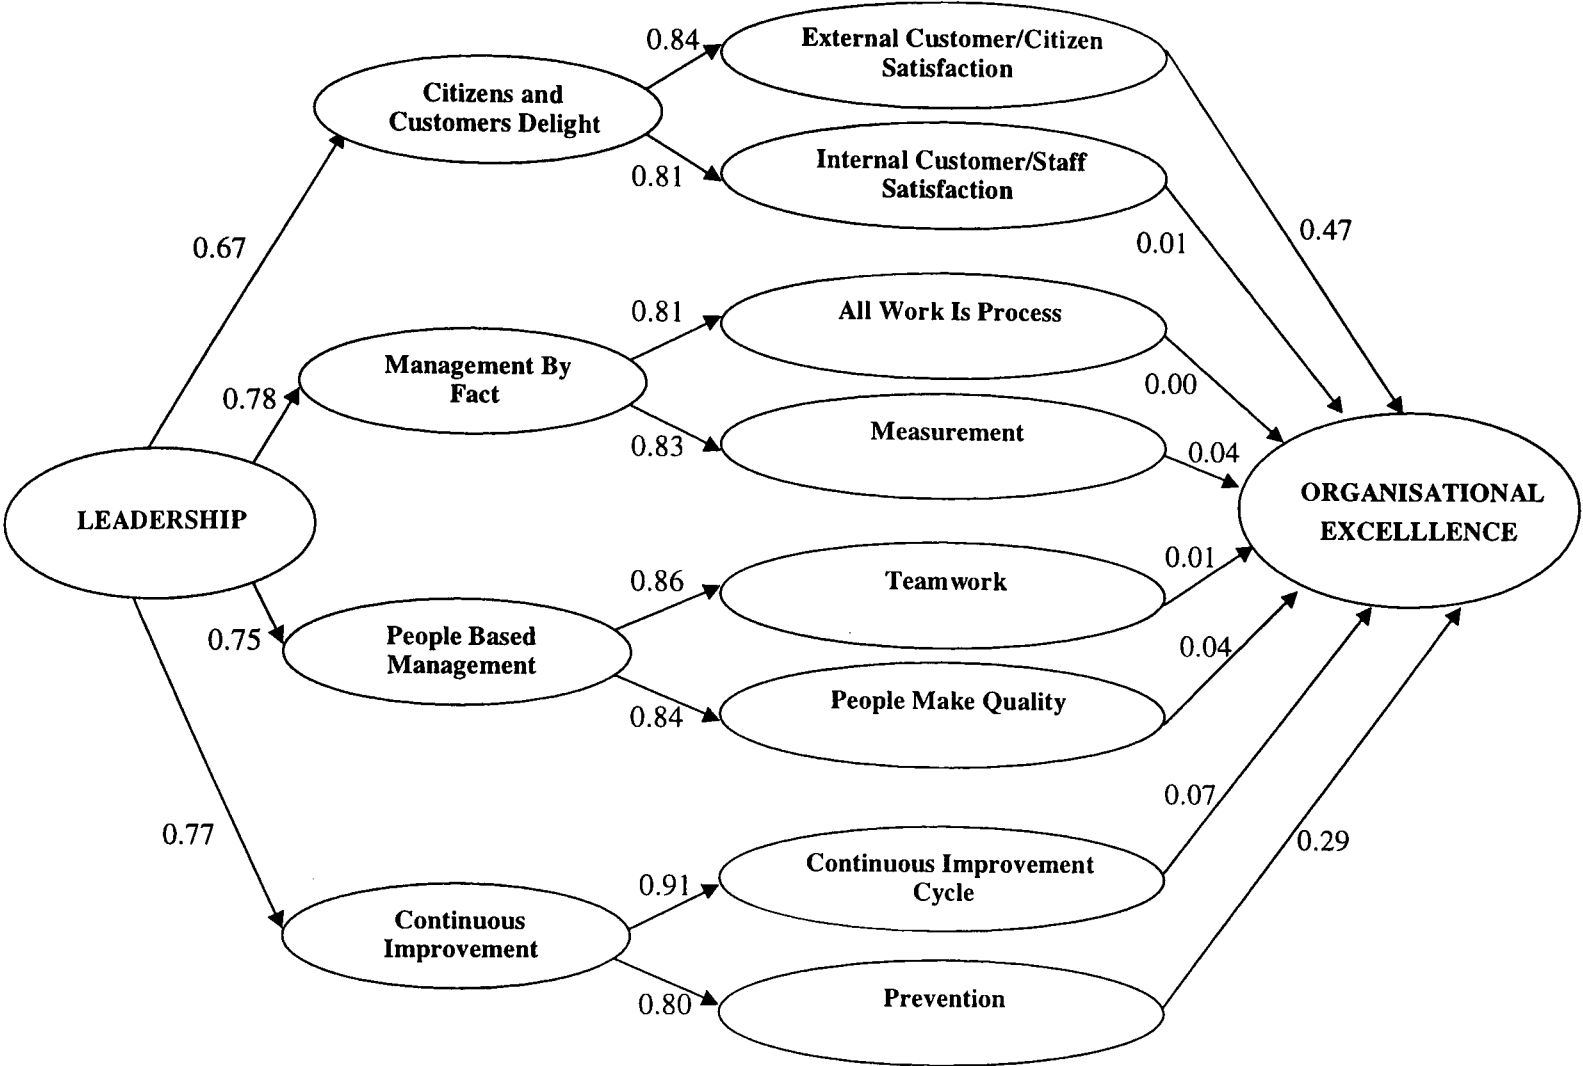 0.84
External Customer/Citizen
Satisfaction
Citizens and
Customers Delight
0.81
Internal Customer/Staff
Satisfaction
0.67
0.01
0.47
0.81
All Work Is Process
Management By
Fact
0.78
0.00
0.83
Measurement
0.04
LEADERSHIP
ORGANISATIONAL
EXCELLLENCE
0.86
Teamwork
0.01
0.75
People Based
Management
0.04
0.84
People Make Quality
0.07
0.77
0.29
0.91
Continuous Improvement
Cycle
Continuous
Improvement
0.80
Prevention